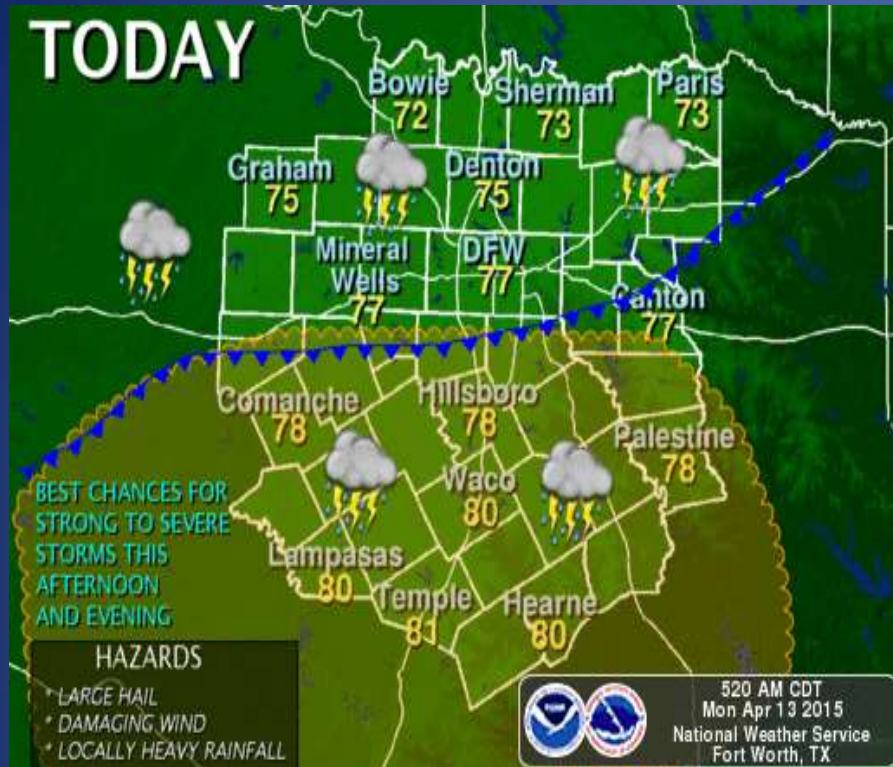 TODAY
Bowie
72
Sherman
73
Paris
73
Graham
75
Denton
75
Mineral
Wells
77
DFW
77
Canton
77
Comanche
78
Hillsboro
78
Palestine
78
Waco
80
Lampasas
80
Temple
81
Hearne
80
BEST CHANCES FOR
STRONG TO SEVERE
STORMS THIS
AFTERNOON
AND EVENING
HAZARDS
* LARGE HAIL
* DAMAGING WIND
* LOCALLY HEAVY RAINFALL
520 AM CDT
Mon Apr 13 2015
National Weather Service
Fort Worth, TX